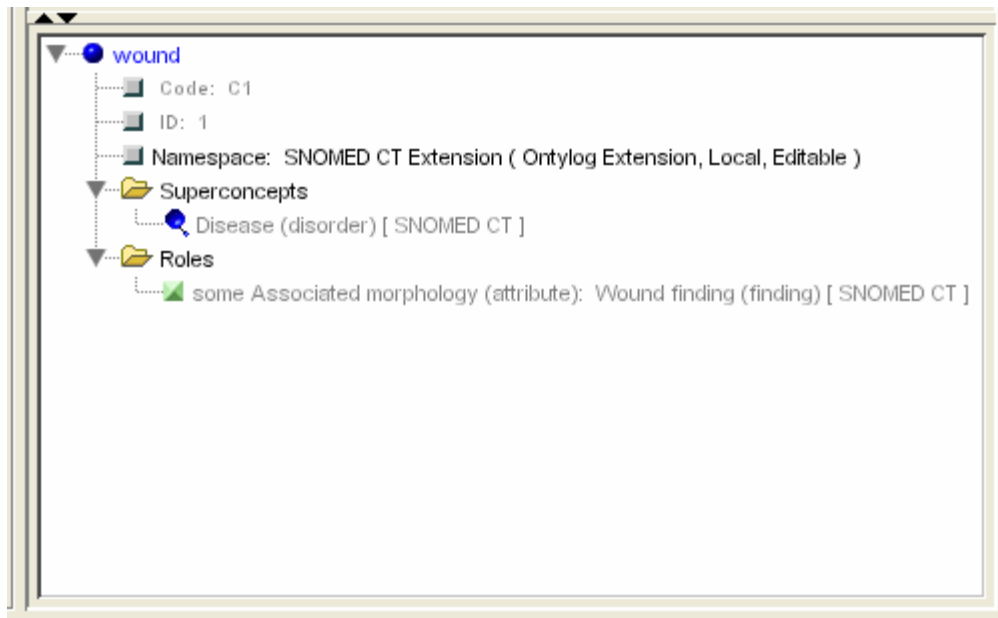 wound
Code: C1
ID: 1
Namespace: SNOMED CT Extension ( Ontylog Extension, Local, Editable )
Superconcepts
Disease (disorder) [ SNOMED CT ]
Roles
some Associated morphology (attribute): Wound finding (finding) [ SNOMED CT ]